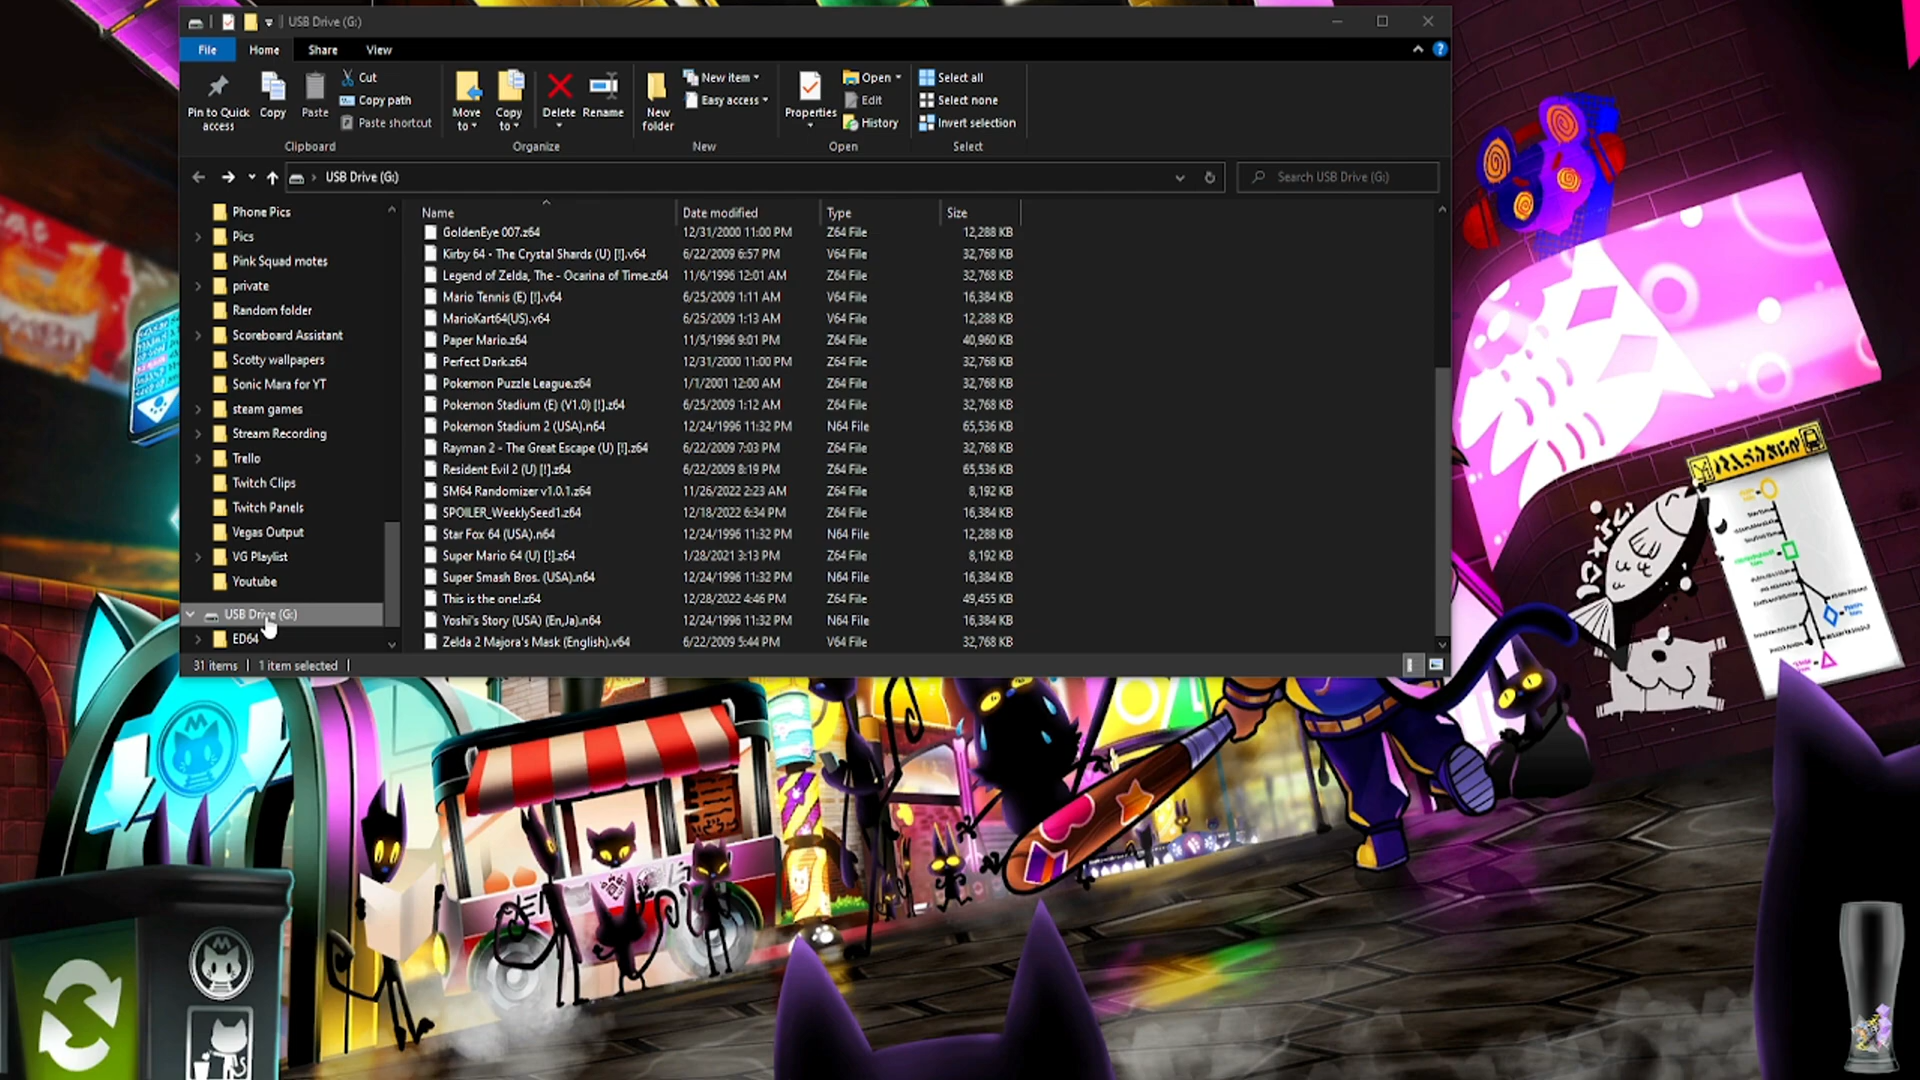 USB Drive (G:)
File Home Share View
Pin to Quick access
Copy
Paste
Cut
Copy path
Paste shortcut
Clipboard
Move to
Copy to
Delete
Rename
Organize
New folder
New item
Easy access
New
Properties
Open
Edit
History
Open
Select all
Select none
Invert selection
Select
USB Drive (G:)
Search USB Drive (G:)
Phone Pics
Pics
Pink Squad motes
private
Random folder
Scoreboard Assistant
Scotty wallpapers
Sonic Mara for YT
steam games
Stream Recording
Trello
Twitch Clips
Twitch Panels
Vegas Output
VG Playlist
Youtube
USB Drive (G:)
ED64
Name Date modified Type Size
GoldenEye 007.z64 12/31/2000 11:00 PM Z64 File 12,288 KB
Kirby 64 - The Crystal Shards (U) [!].v64 6/22/2009 6:57 PM V64 File 32,768 KB
Legend of Zelda, The - Ocarina of Time.z64 11/6/1996 12:01 AM Z64 File 32,768 KB
Mario Tennis (E) [!].v64 6/25/2009 1:11 AM V64 File 16,384 KB
MarioKart64(US).v64 6/25/2009 1:13 AM V64 File 12,288 KB
Paper Mario.z64 11/5/1996 9:01 PM Z64 File 40,960 KB
Perfect Dark.z64 12/31/2000 11:00 PM Z64 File 32,768 KB
Pokemon Puzzle League.z64 1/1/2001 12:00 AM Z64 File 32,768 KB
Pokemon Stadium (E) (V1.0) [!].z64 6/25/2009 1:12 AM Z64 File 32,768 KB
Pokemon Stadium 2 (USA).n64 12/24/1996 11:32 PM N64 File 65,536 KB
Rayman 2 - The Great Escape (U) [!].z64 6/22/2009 7:03 PM Z64 File 32,768 KB
Resident Evil 2 (U) [!].z64 6/22/2009 8:19 PM Z64 File 65,536 KB
SM64 Randomizer v1.0.1.z64 11/26/2022 2:23 AM Z64 File 8,192 KB
SPOILER_WeeklySeed1.z64 12/18/2022 6:34 PM Z64 File 16,384 KB
Star Fox 64 (USA).n64 12/24/1996 11:32 PM N64 File 12,288 KB
Super Mario 64 (U) [!].z64 1/28/2021 3:13 PM Z64 File 8,192 KB
Super Smash Bros. (USA).n64 12/24/1996 11:32 PM N64 File 16,384 KB
This is the one!.z64 12/28/2022 4:46 PM Z64 File 49,455 KB
Yoshi's Story (USA) (En,Ja).n64 12/24/1996 11:32 PM N64 File 16,384 KB
Zelda 2 Majora's Mask (English).v64 6/22/2009 5:44 PM V64 File 32,768 KB
31 items 1 item selected